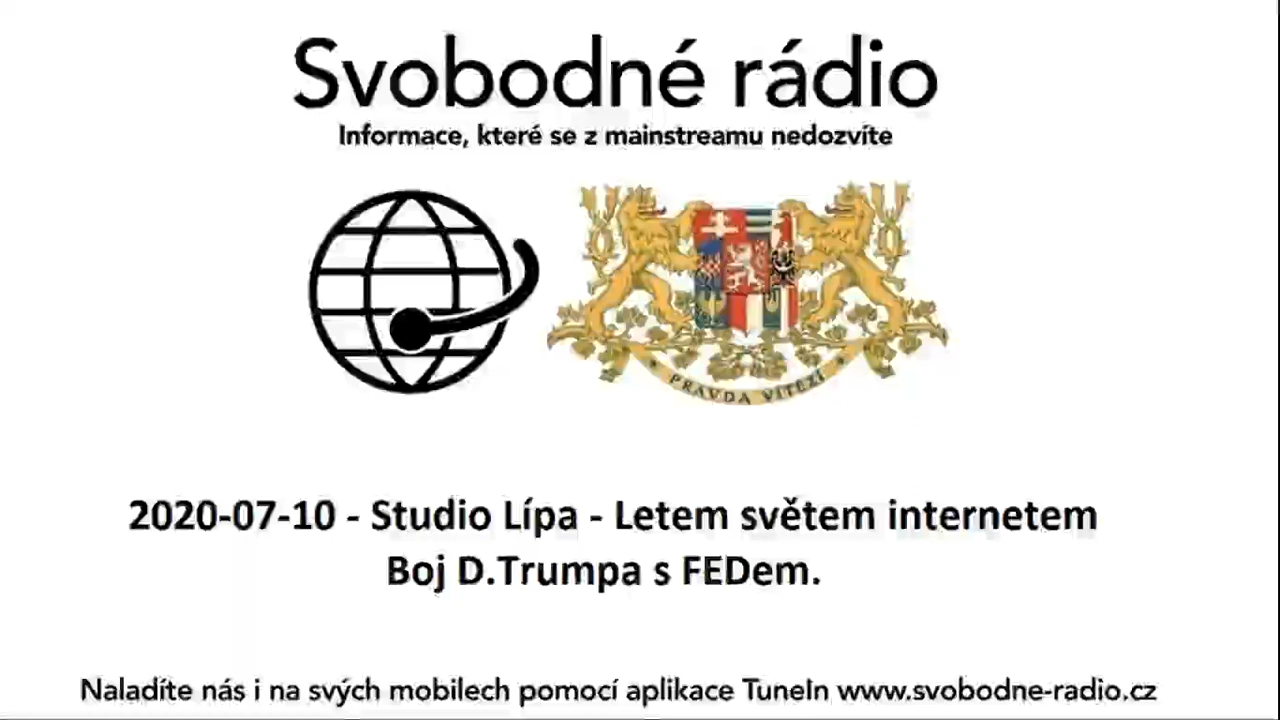 Svobodné rádio
Informace, které se z mainstreamu nedozvíte
PRAVDA VÍTĚZÍ
2020-07-10 - Studio Lípa - Letem světem internetem
Boj D.Trumpa s FEDem.
Naladíte nás i na svých mobilech pomocí aplikace TuneIn www.svobodne-radio.cz